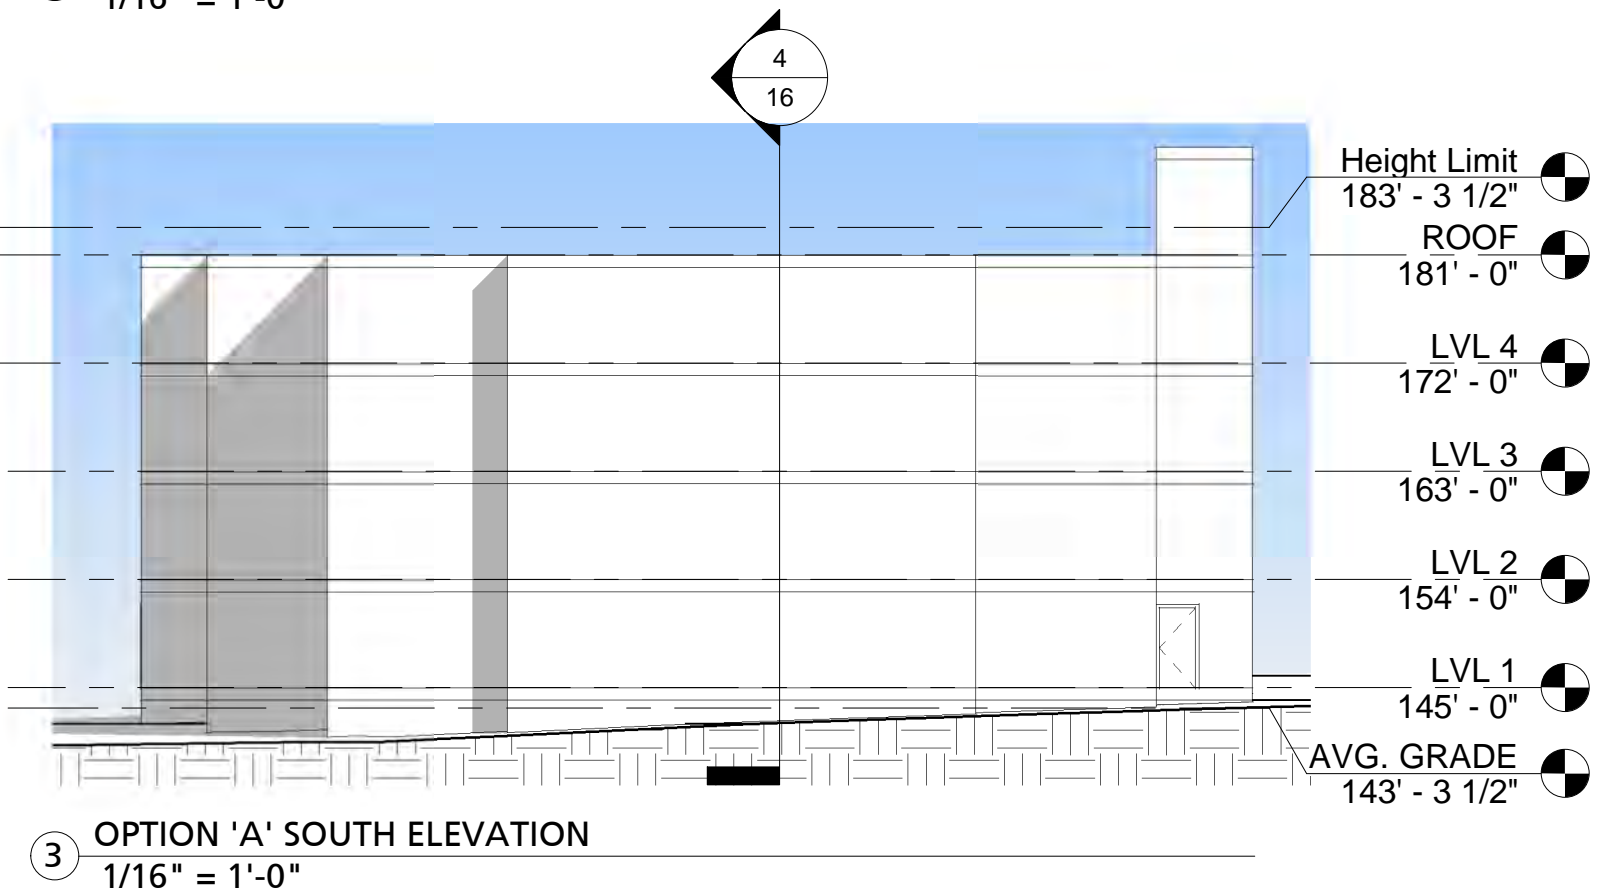 1/16" = 1'-0"
4
16
Height Limit
183' - 3 1/2"
ROOF
181' - 0"
LVL 4
172' - 0"
LVL 3
163' - 0"
LVL 2
154' - 0"
LVL 1
145' - 0"
AVG. GRADE
143' - 3 1/2"
3
OPTION 'A' SOUTH ELEVATION
1/16" = 1'-0"